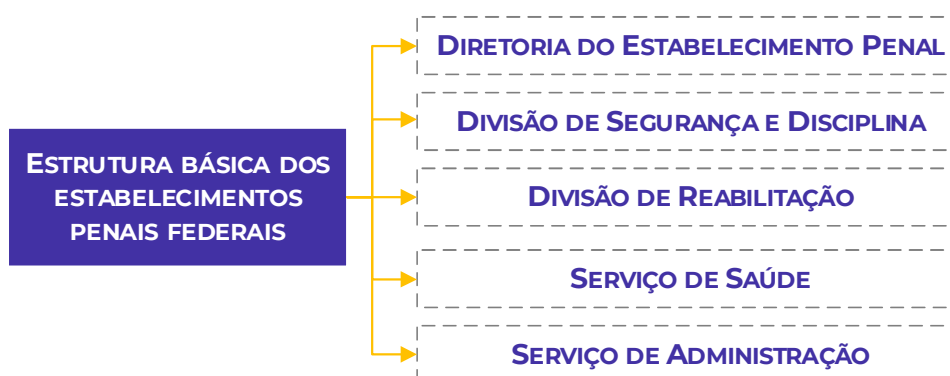 DIRETORIA DO ESTABELECIMENTO PENAL
DIVISÃO DE SEGURANÇA E DISCIPLINA
ESTRUTURA BÁSICA DOS
ESTABELECIMENTOS
PENAIS FEDERAIS
DIVISÃO DE REABILITAÇÃO
SERVIÇO DE SAÚDE
SERVIÇO DE ADMINISTRAÇÃO